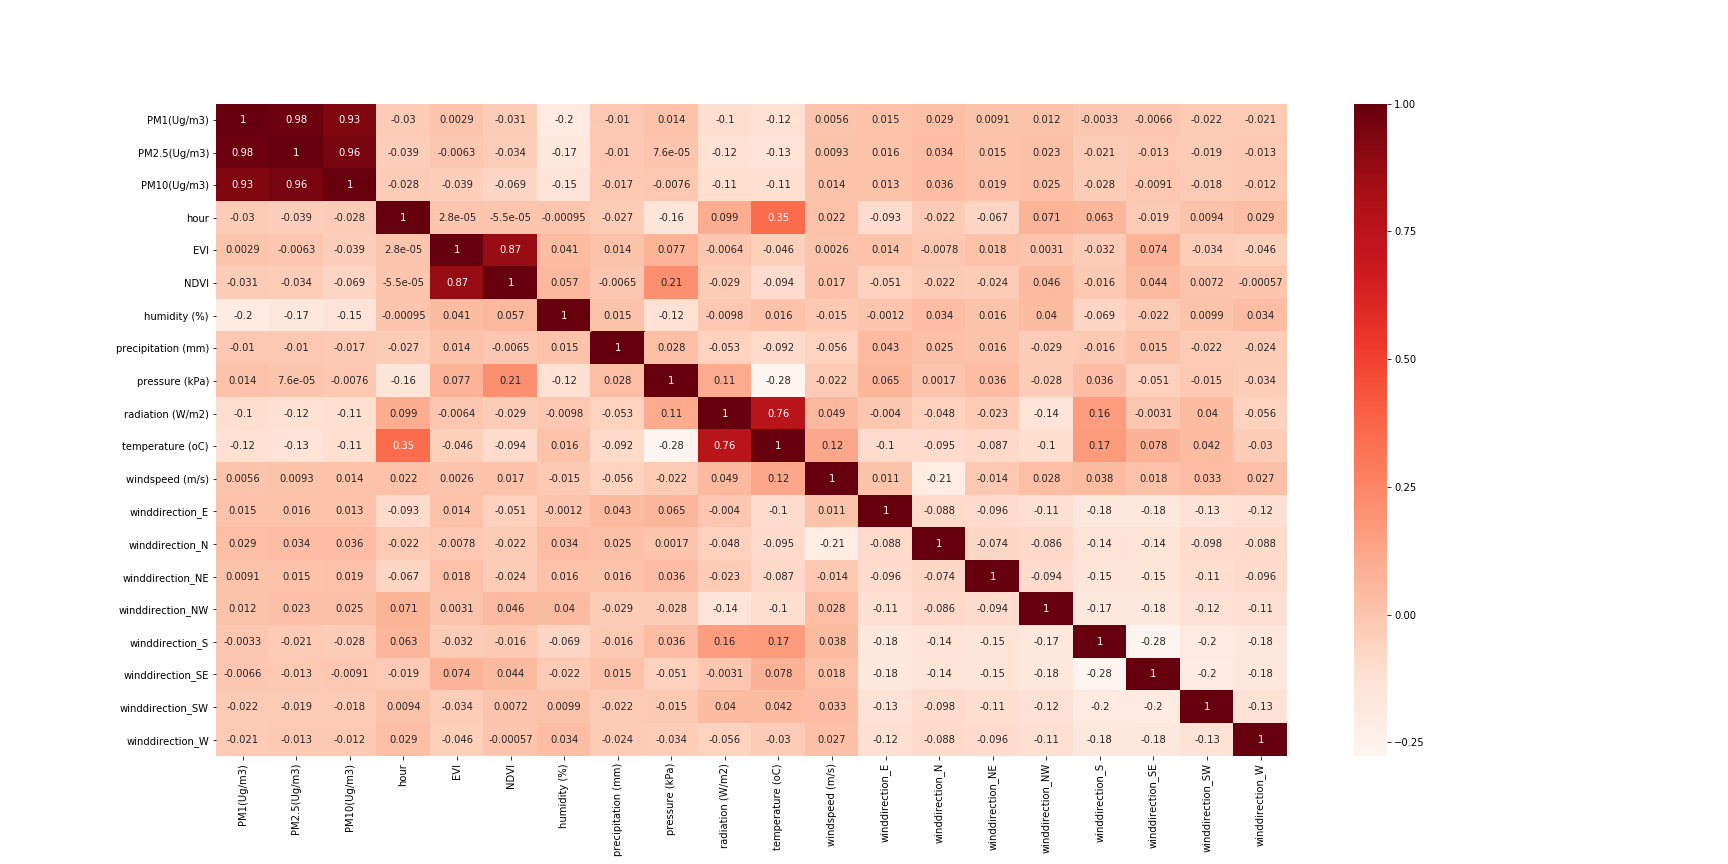 PM1(Ug/m3) 1 0.98 0.93 -0.03 0.0029 -0.031 -0.2 -0.01 0.014 -0.1 -0.12 0.0056 0.015 0.029 0.0091 0.012 -0.0033 -0.0066 -0.022 -0.021
PM2.5(Ug/m3) 0.98 1 0.96 -0.039 -0.0063 -0.034 -0.17 -0.01 7.6e-05 -0.12 -0.13 0.0093 0.016 0.034 0.015 0.023 -0.021 -0.013 -0.019 -0.013
PM10(Ug/m3) 0.93 0.96 1 -0.028 -0.039 -0.069 -0.15 -0.017 -0.0076 -0.11 -0.11 0.014 0.013 0.036 0.019 0.025 -0.028 -0.0091 -0.018 -0.012
hour -0.03 -0.039 -0.028 1 2.8e-05 -5.5e-05 -0.00095 -0.027 -0.16 0.099 0.35 0.022 -0.093 -0.022 -0.067 0.071 0.063 -0.019 0.0094 0.029
EVI 0.0029 -0.0063 -0.039 2.8e-05 1 0.87 0.041 0.014 0.077 -0.0064 -0.046 0.0026 0.014 -0.0078 0.018 0.0031 -0.032 0.074 -0.034 -0.046
NDVI -0.031 -0.034 -0.069 -5.5e-05 0.87 1 0.057 -0.0065 0.21 -0.029 -0.094 0.017 -0.051 -0.022 -0.024 0.046 -0.016 0.044 0.0072 -0.00057
humidity (%) -0.2 -0.17 -0.15 -0.00095 0.041 0.057 1 0.015 -0.12 -0.0098 0.016 -0.015 -0.0012 0.034 0.016 0.04 -0.069 -0.022 0.0099 0.034
precipitation (mm) -0.01 -0.01 -0.017 -0.027 0.014 -0.0065 0.015 1 0.028 -0.053 -0.092 -0.056 0.043 0.025 0.016 -0.029 -0.016 0.015 -0.022 -0.024
pressure (kPa) 0.014 7.6e-05 -0.0076 -0.16 0.077 0.21 -0.12 0.028 1 0.11 -0.28 -0.022 0.065 0.0017 0.036 -0.028 0.036 -0.051 -0.015 -0.034
radiation (W/m2) -0.1 -0.12 -0.11 0.099 -0.0064 -0.029 -0.0098 -0.053 0.11 1 0.76 0.049 -0.004 -0.048 -0.023 -0.14 0.16 -0.0031 0.04 -0.056
temperature (oC) -0.12 -0.13 -0.11 0.35 -0.046 -0.094 0.016 -0.092 -0.28 0.76 1 0.12 -0.1 -0.095 -0.087 -0.1 0.17 0.078 0.042 -0.03
windspeed (m/s) 0.0056 0.0093 0.014 0.022 0.0026 0.017 -0.015 -0.056 -0.022 0.049 0.12 1 0.011 -0.21 -0.014 0.028 0.038 0.018 0.033 0.027
winddirection_E 0.015 0.016 0.013 -0.093 0.014 -0.051 -0.0012 0.043 0.065 -0.004 -0.1 0.011 1 -0.088 -0.096 -0.11 -0.18 -0.18 -0.13 -0.12
winddirection_N 0.029 0.034 0.036 -0.022 -0.0078 -0.022 0.034 0.025 0.0017 -0.048 -0.095 -0.21 -0.088 1 -0.074 -0.086 -0.14 -0.14 -0.098 -0.088
winddirection_NE 0.0091 0.015 0.019 -0.067 0.018 -0.024 0.016 0.016 0.036 -0.023 -0.087 -0.014 -0.096 -0.074 1 -0.094 -0.15 -0.15 -0.11 -0.096
winddirection_NW 0.012 0.023 0.025 0.071 0.0031 0.046 0.04 -0.029 -0.028 -0.14 -0.1 0.028 -0.11 -0.086 -0.094 1 -0.17 -0.18 -0.12 -0.11
winddirection_S -0.0033 -0.021 -0.028 0.063 -0.032 -0.016 -0.069 -0.016 0.036 0.16 0.17 0.038 -0.18 -0.14 -0.15 -0.17 1 -0.28 -0.2 -0.18
winddirection_SE -0.0066 -0.013 -0.0091 -0.019 0.074 0.044 -0.022 0.015 -0.051 -0.0031 0.078 0.018 -0.18 -0.14 -0.15 -0.18 -0.28 1 -0.2 -0.18
winddirection_SW -0.022 -0.019 -0.018 0.0094 -0.034 0.0072 0.0099 -0.022 -0.015 0.04 0.042 0.033 -0.13 -0.098 -0.11 -0.12 -0.2 -0.2 1 -0.13
winddirection_W -0.021 -0.013 -0.012 0.029 -0.046 -0.00057 0.034 -0.024 -0.034 -0.056 -0.03 0.027 -0.12 -0.088 -0.096 -0.11 -0.18 -0.18 -0.13 1
PM1(Ug/m3)
PM2.5(Ug/m3)
PM10(Ug/m3)
hour
EVI
NDVI
humidity (%)
precipitation (mm)
pressure (kPa)
radiation (W/m2)
temperature (oC)
windspeed (m/s)
winddirection_E
winddirection_N
winddirection_NE
winddirection_NW
winddirection_S
winddirection_SE
winddirection_SW
winddirection_W
1.00
0.75
0.50
0.25
0.00
−0.25